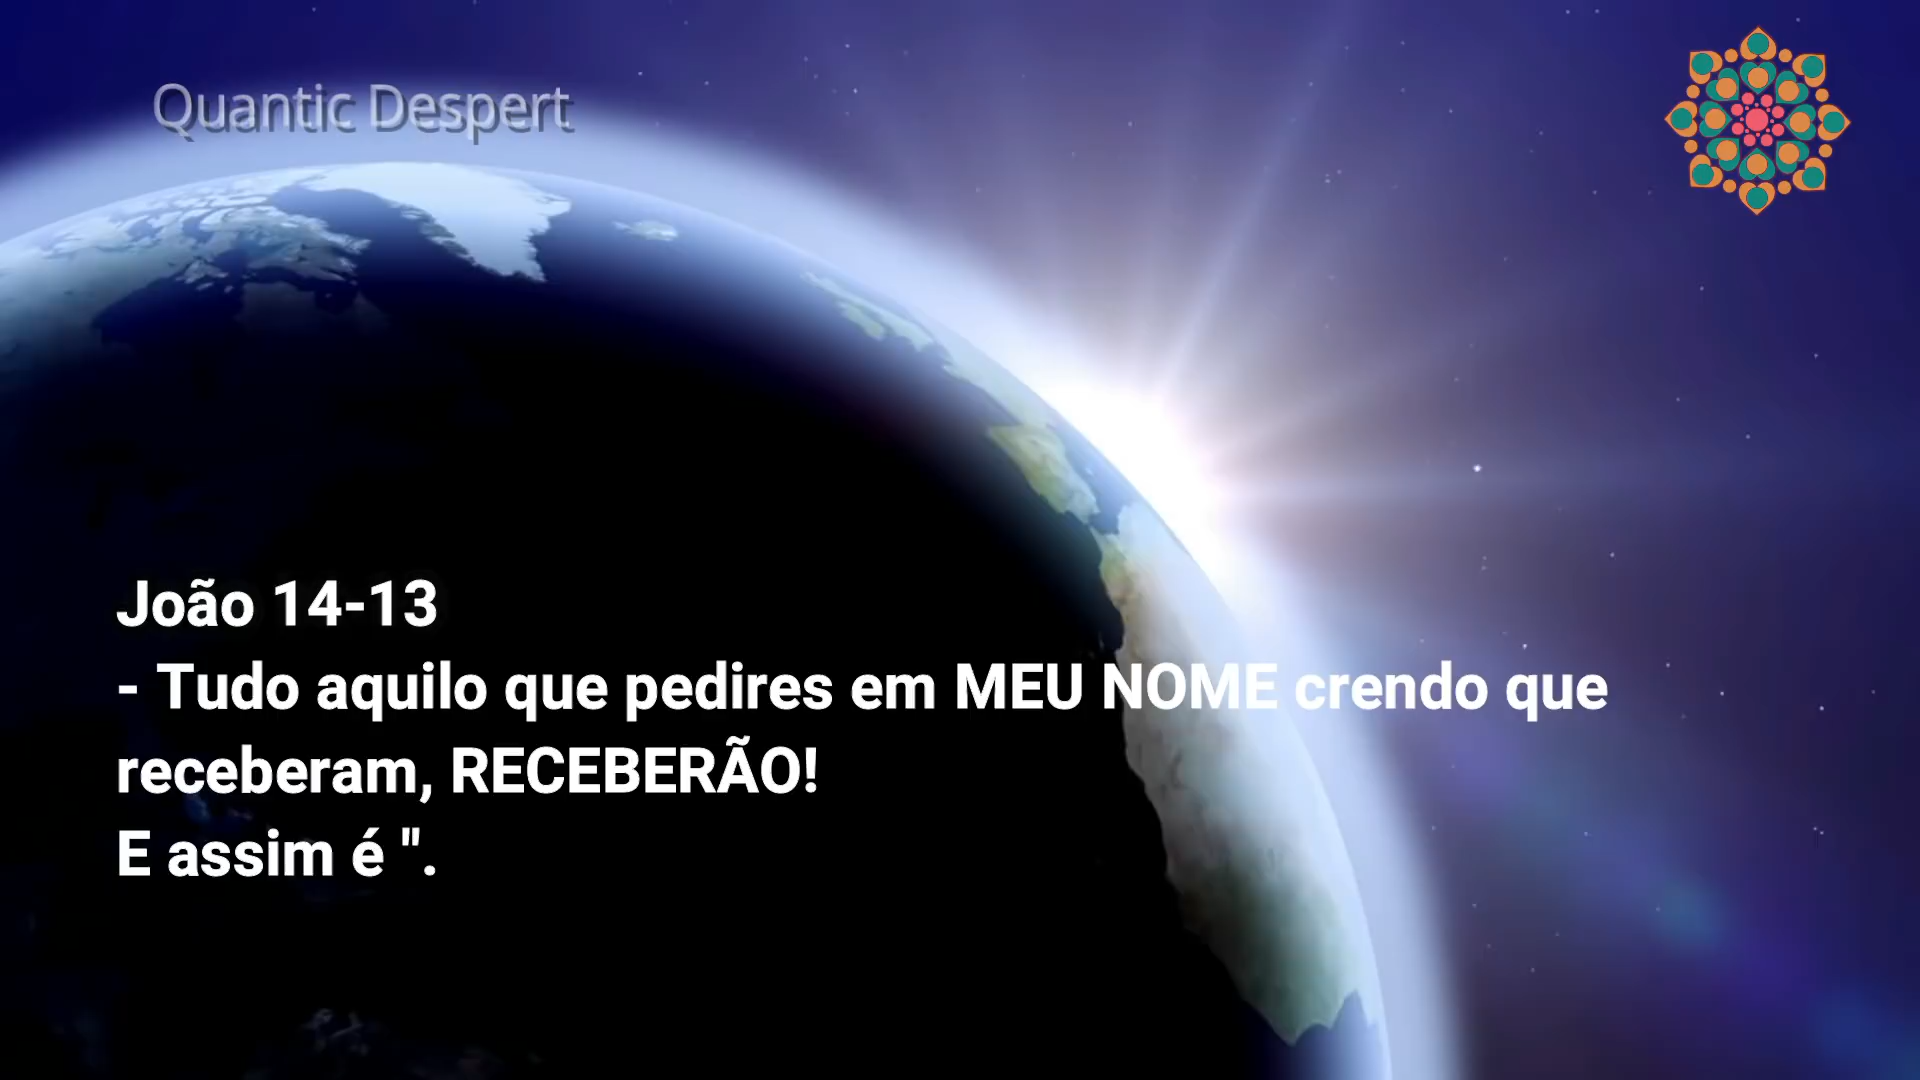 Quantic Despert
João 14-13
- Tudo aquilo que pedires em MEU NOME crendo que
receberam, RECEBERÃO!
E assim é ".